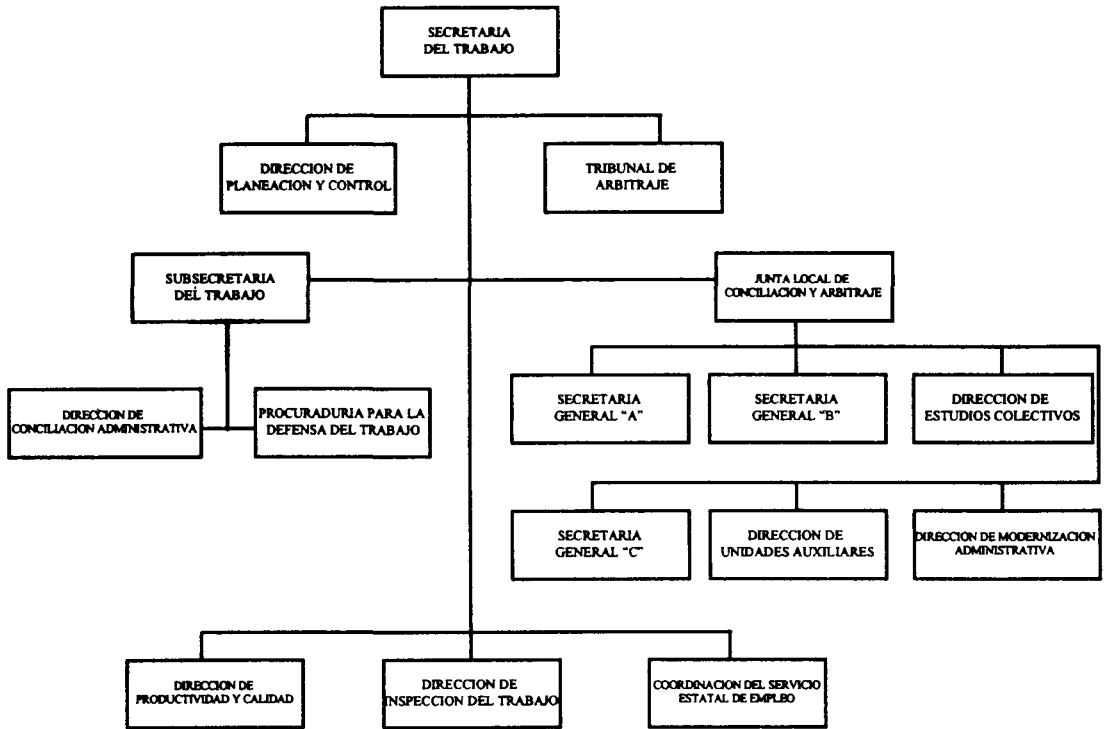 SECRETARIA
DEL TRABAJO
DIRECCION DE
PLANEACION Y CONTROL
TRIBUNAL DE
ARBITRAJE
SUBSECRETARIA
DEL TRABAJO
JUNTA LOCAL DE
CONCILIACION Y ARBITRAJE
DIRECCION DE
CONCILIACION ADMINISTRATIVA
PROCURADURIA PARA LA
DEFENSA DEL TRABAJO
SECRETARIA
GENERAL "A"
SECRETARIA
GENERAL "B"
DIRECCION DE
ESTUDIOS COLECTIVOS
SECRETARIA
GENERAL "C"
DIRECCION DE
UNIDADES AUXILIARES
DIRECCION DE MODERNIZACION
ADMINISTRATIVA
DIRECCION DE
PRODUCTIVIDAD Y CALIDAD
DIRECCION DE
INSPECCION DEL TRABAJO
COORDINACION DEL SERVICIO
ESTATAL DE EMPLEO